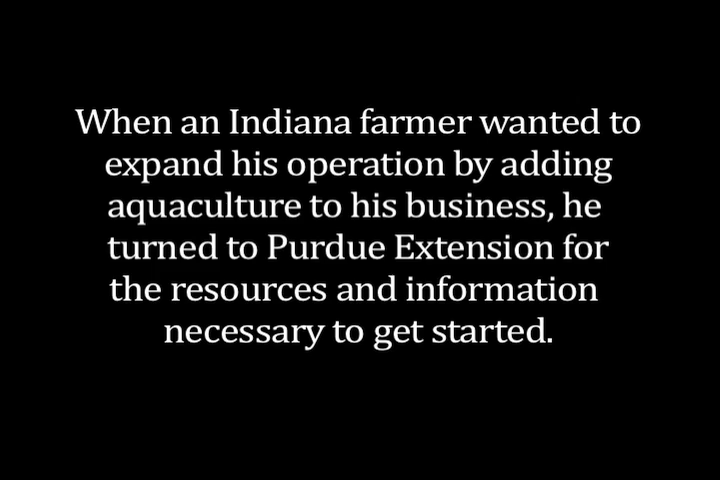 When an Indiana farmer wanted to
expand his operation by adding
aquaculture to his business, he
turned to Purdue Extension for
the resources and information
necessary to get started.